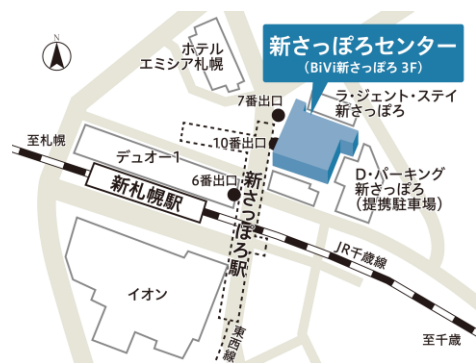 ホテル
エミシア札幌
新さっぽろセンター
(BiVi新さっぽろ 3F)
7番出口
ラ・ジェント・ステイ
新さっぽろ
至札幌
デュオー1
10番出口
新札幌駅
6番出口
新さっぽろ駅
D・パーキング
新さっぽろ
(提携駐車場)
JR千歳線
イオン
東西線
至千歳